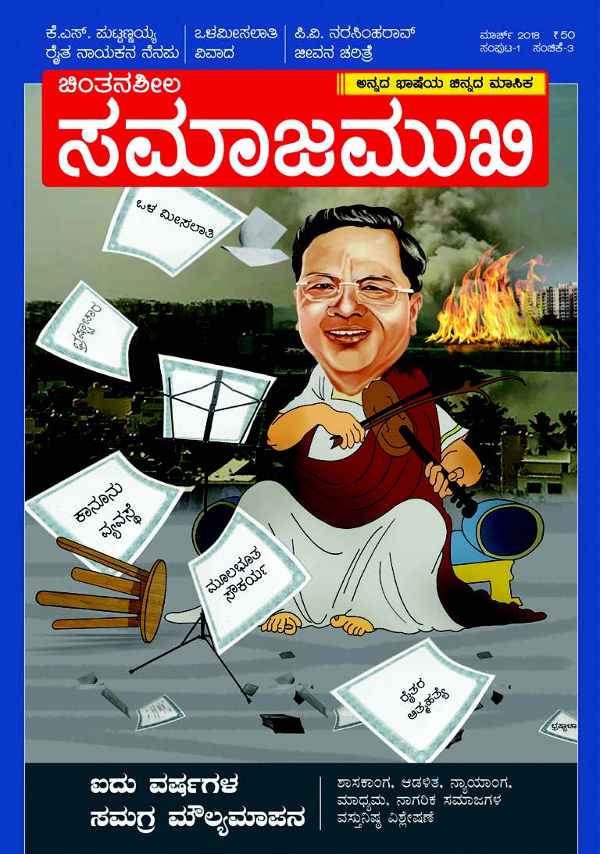 ಕೆ.ಎಸ್. ಪುಟ್ಟಣ್ಣಯ್ಯ
ರೈತ ನಾಯಕನ ನೆನಪು
ಒಳಮೀಸಲಾತಿ
ವಿವಾದ
ಪಿ.ವಿ. ನರಸಿಂಹರಾವ್
ಜೀವನ ಚರಿತ್ರೆ
ಮಾರ್ಚ್ 2018 ₹50
ಸಂಪುಟ-1 ಸಂಚಿಕೆ-3
ಚಿಂತನಶೀಲ
ಅನ್ನದ ಭಾಷೆಯ ಚಿನ್ನದ ಮಾಸಿಕ
ಸಮಾಜಮುಖಿ
ಒಳ ಮೀಸಲಾತಿ
ಭ್ರಷ್ಟಾಚಾರ
ಕಾನೂನು
ವ್ಯವಸ್ಥೆ
ಮೂಲಭೂತ
ಸೌಕರ್ಯ
ರೈತರ
ಆತ್ಮಹತ್ಯೆ
ಭ್ರಷ್ಟಾಚಾ
ಐದು ವರ್ಷಗಳ
ಸಮಗ್ರ ಮೌಲ್ಯಮಾಪನ
ಶಾಸಕಾಂಗ, ಆಡಳಿತ, ನ್ಯಾಯಾಂಗ,
ಮಾಧ್ಯಮ, ನಾಗರಿಕ ಸಮಾಜಗಳ
ವಸ್ತುನಿಷ್ಠ ವಿಶ್ಲೇಷಣೆ